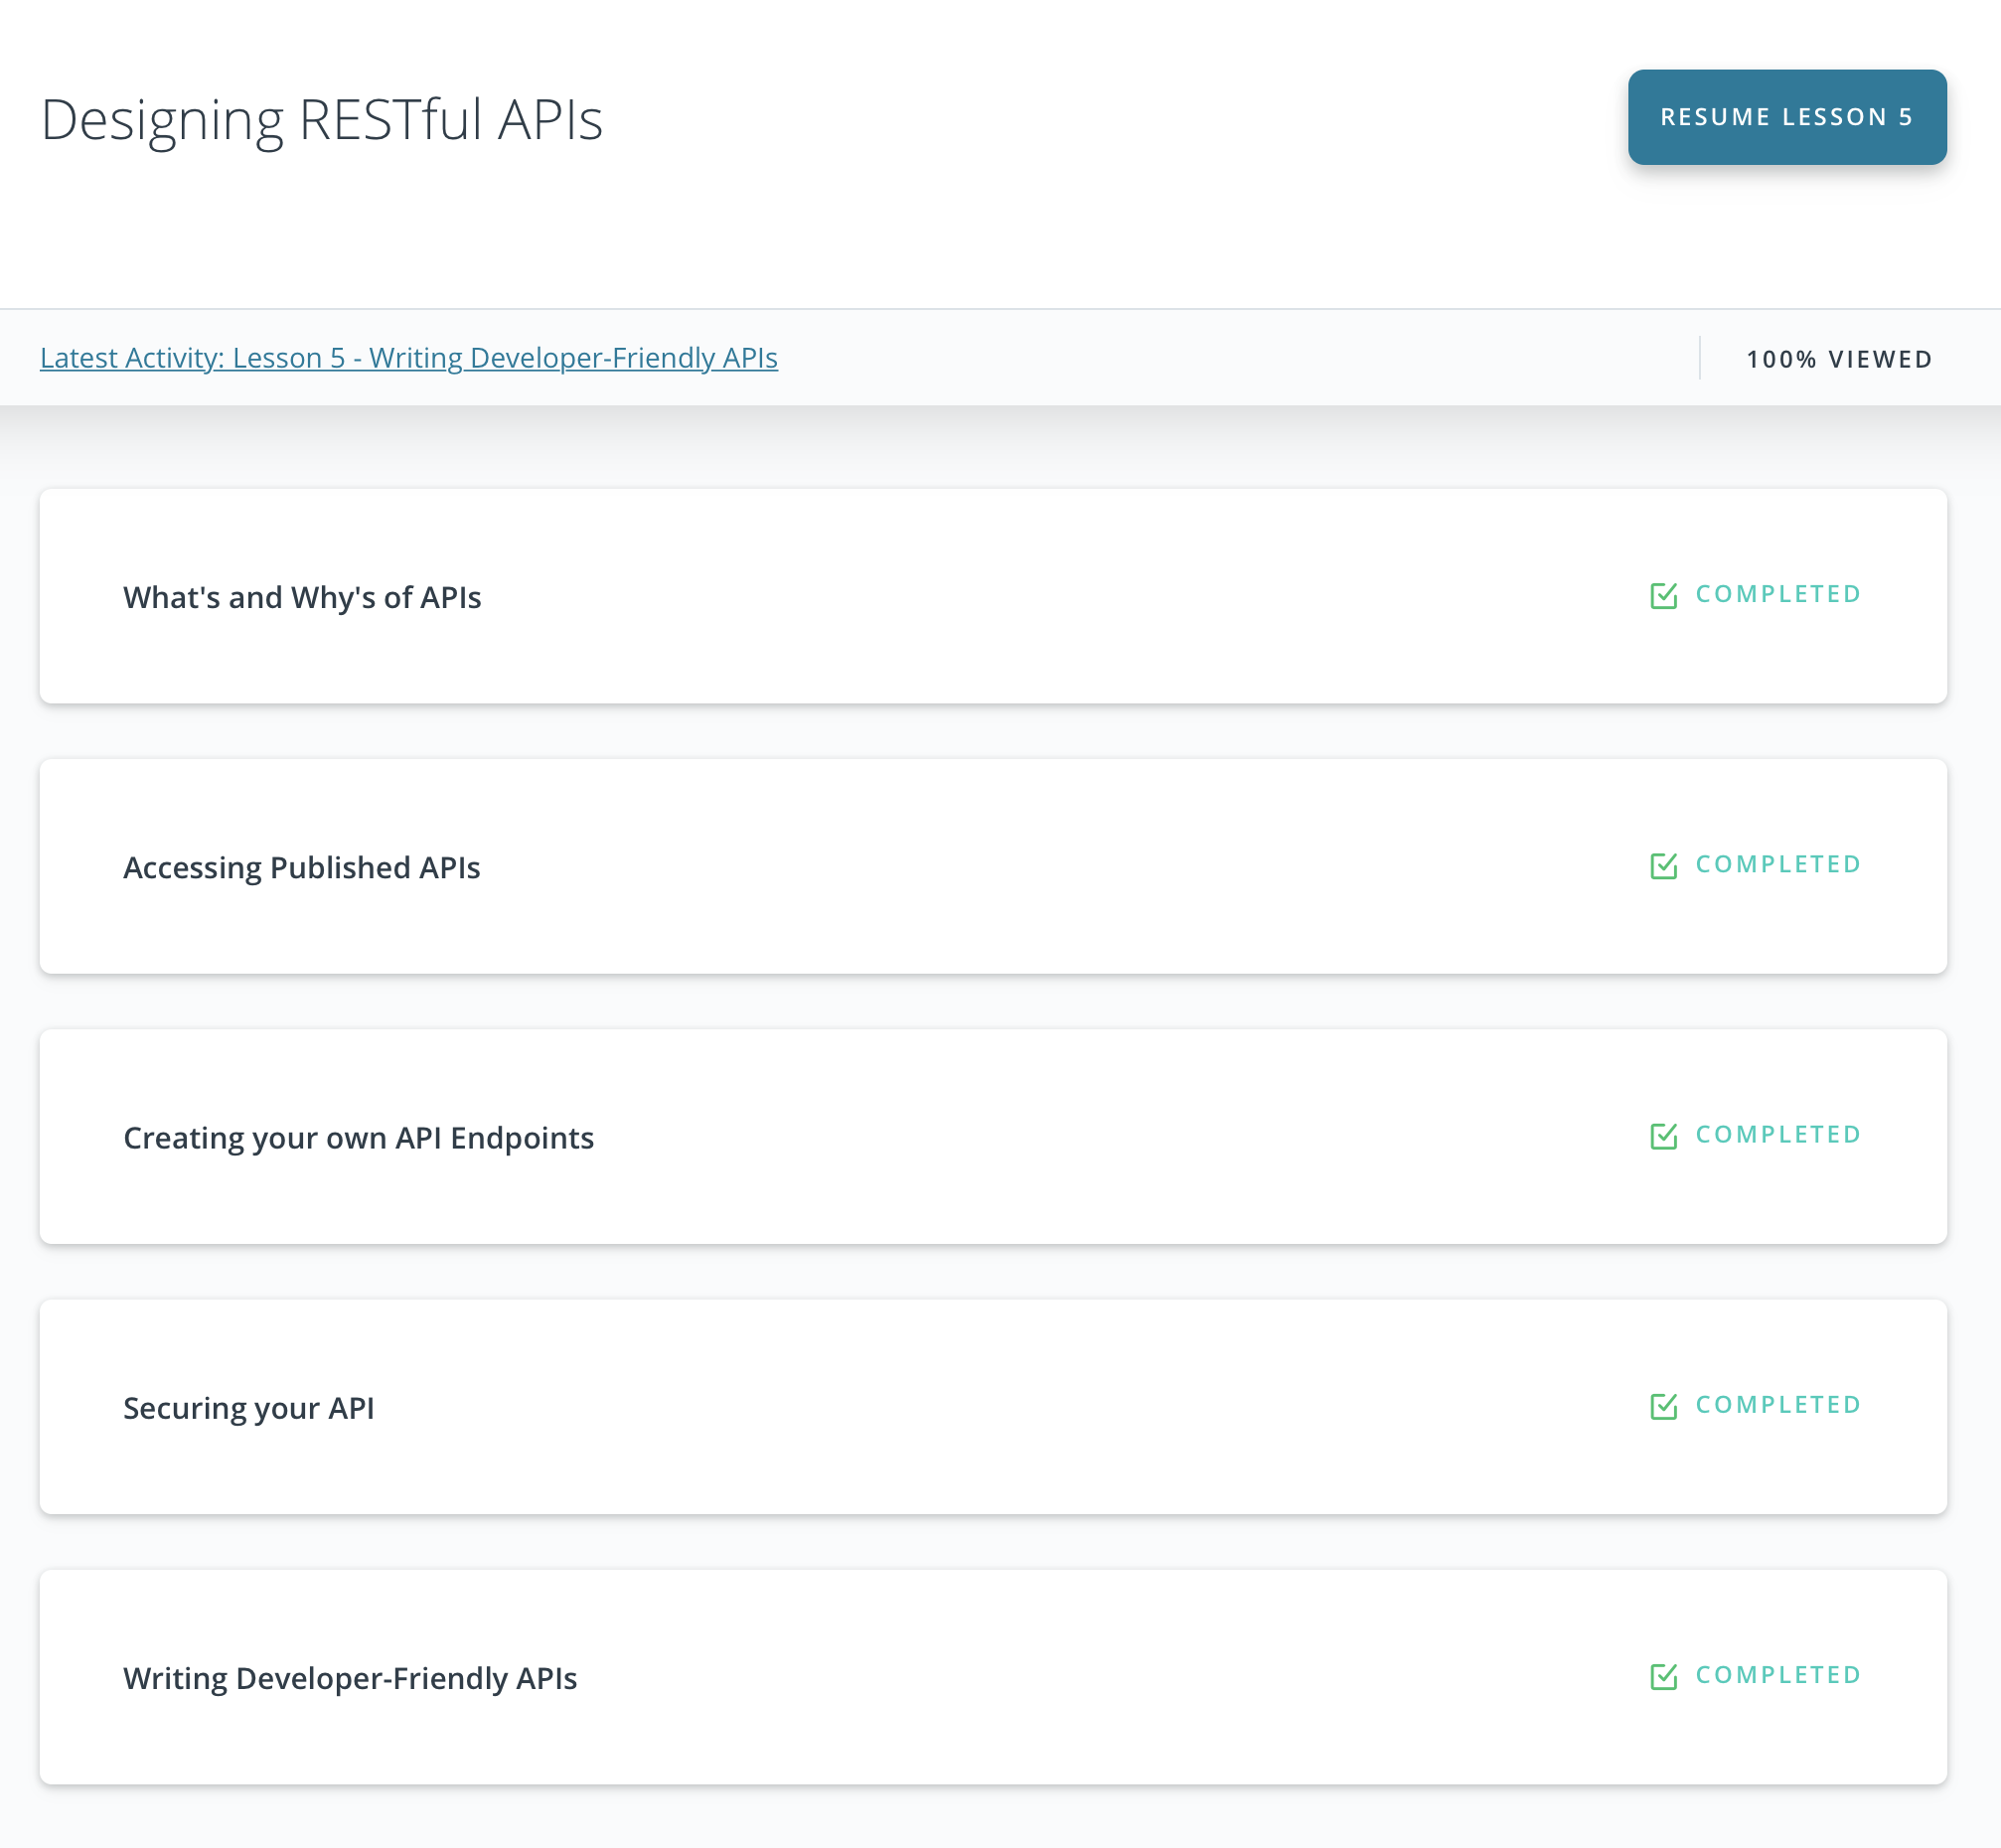 Designing RESTful APIs
RESUME LESSON 5
Latest Activity: Lesson 5 - Writing Developer-Friendly APIs
100% VIEWED
What's and Why's of APIs
COMPLETED
Accessing Published APIs
COMPLETED
Creating your own API Endpoints
COMPLETED
Securing your API
COMPLETED
Writing Developer-Friendly APIs
COMPLETED